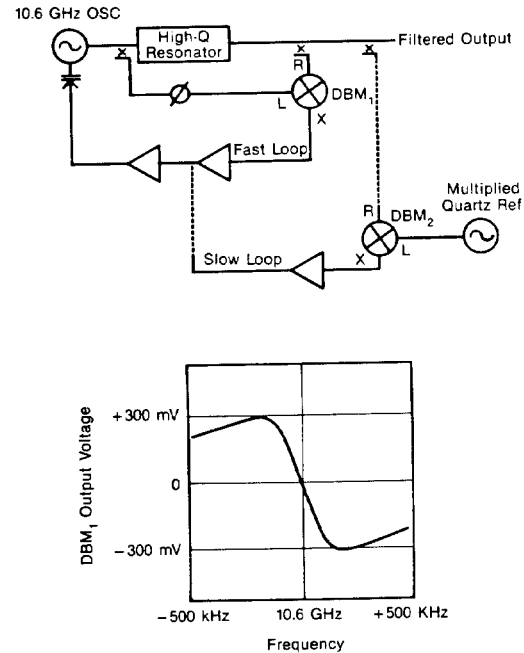 10.6 GHz OSC
High-Q
Resonator
Filtered Output
R
L
DBM1
X
Fast Loop
Multiplied
Quartz Ref
R
DBM2
L
X
Slow Loop
+300 mV
0
−300 mV
DBM1 Output Voltage
−500 kHz
10.6 GHz
+500 KHz
Frequency